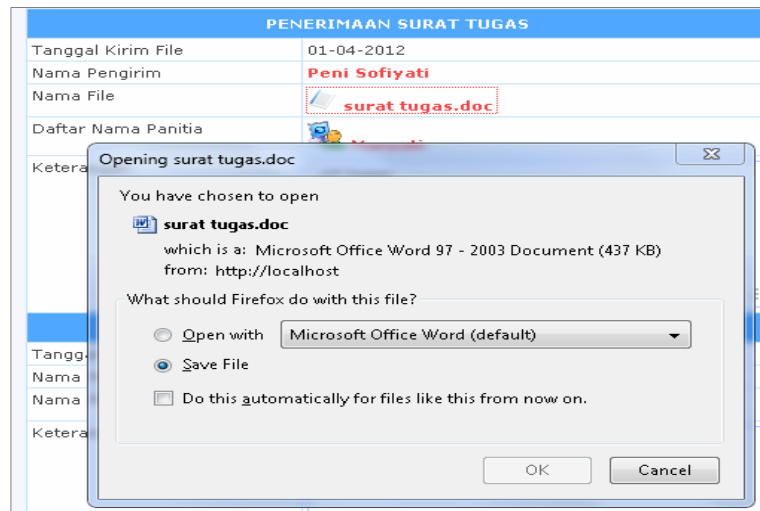 PENERIMAAN SURAT TUGAS
Tanggal Kirim File 01-04-2012
Nama Pengirim Peni Sofiyati
Nama File surat tugas.doc
Daftar Nama Panitia
Opening surat tugas.doc
You have chosen to open
surat tugas.doc
which is a: Microsoft Office Word 97 - 2003 Document (437 KB)
from: http://localhost
What should Firefox do with this file?
Open with Microsoft Office Word (default)
Save File
Nama
Do this automatically for files like this from now on.
Nama
OK Cancel